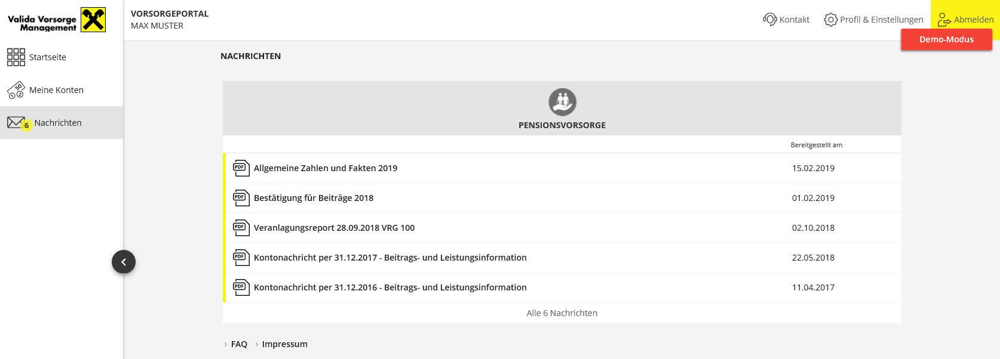 Valida Vorsorge
Management
VORSORGEPORTAL
MAX MUSTER
Kontakt
Profil & Einstellungen
Abmelden
Demo-Modus
Startseite
Meine Konten
6 Nachrichten
NACHRICHTEN
PENSIONSVORSORGE
Bereitgestellt am
PDF Allgemeine Zahlen und Fakten 2019 15.02.2019
PDF Bestätigung für Beiträge 2018 01.02.2019
PDF Veranlagungsreport 28.09.2018 VRG 100 02.10.2018
PDF Kontonachricht per 31.12.2017 - Beitrags- und Leistungsinformation 22.05.2018
PDF Kontonachricht per 31.12.2016 - Beitrags- und Leistungsinformation 11.04.2017
Alle 6 Nachrichten
FAQ
Impressum